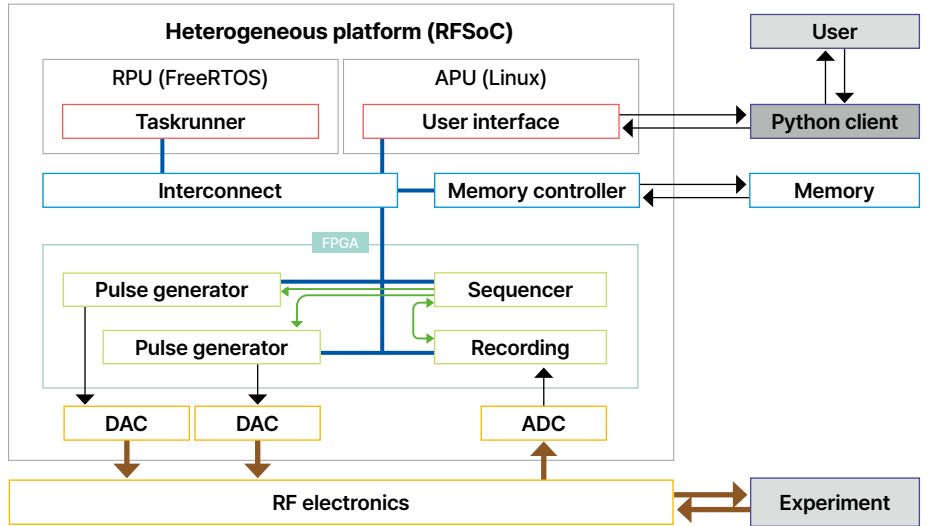 Heterogeneous platform (RFSoC)
User
RPU (FreeRTOS)
APU (Linux)
Taskrunner
User interface
Python client
Interconnect
Memory controller
Memory
FPGA
Pulse generator
Sequencer
Pulse generator
Recording
DAC
DAC
ADC
RF electronics
Experiment